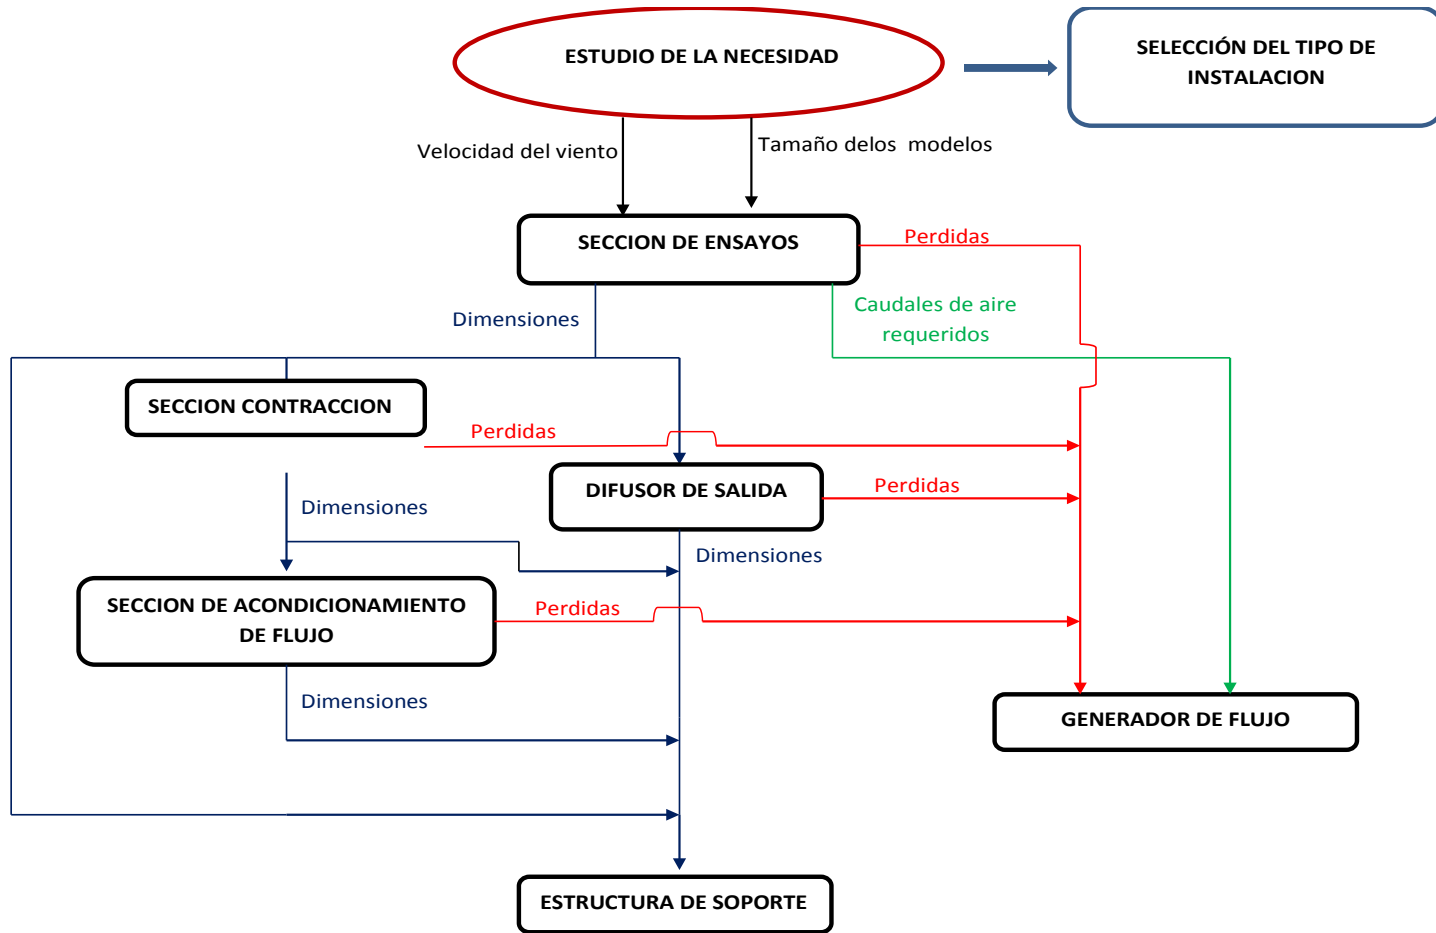 ESTUDIO DE LA NECESIDAD
SELECCIÓN DEL TIPO DE
INSTALACION
Velocidad del viento
Tamaño delos  modelos
SECCION DE ENSAYOS
Perdidas
Dimensiones
Caudales de aire
requeridos
SECCION CONTRACCION
Perdidas
DIFUSOR DE SALIDA
Perdidas
Dimensiones
Dimensiones
SECCION DE ACONDICIONAMIENTO
DE FLUJO
Perdidas
Dimensiones
GENERADOR DE FLUJO
ESTRUCTURA DE SOPORTE